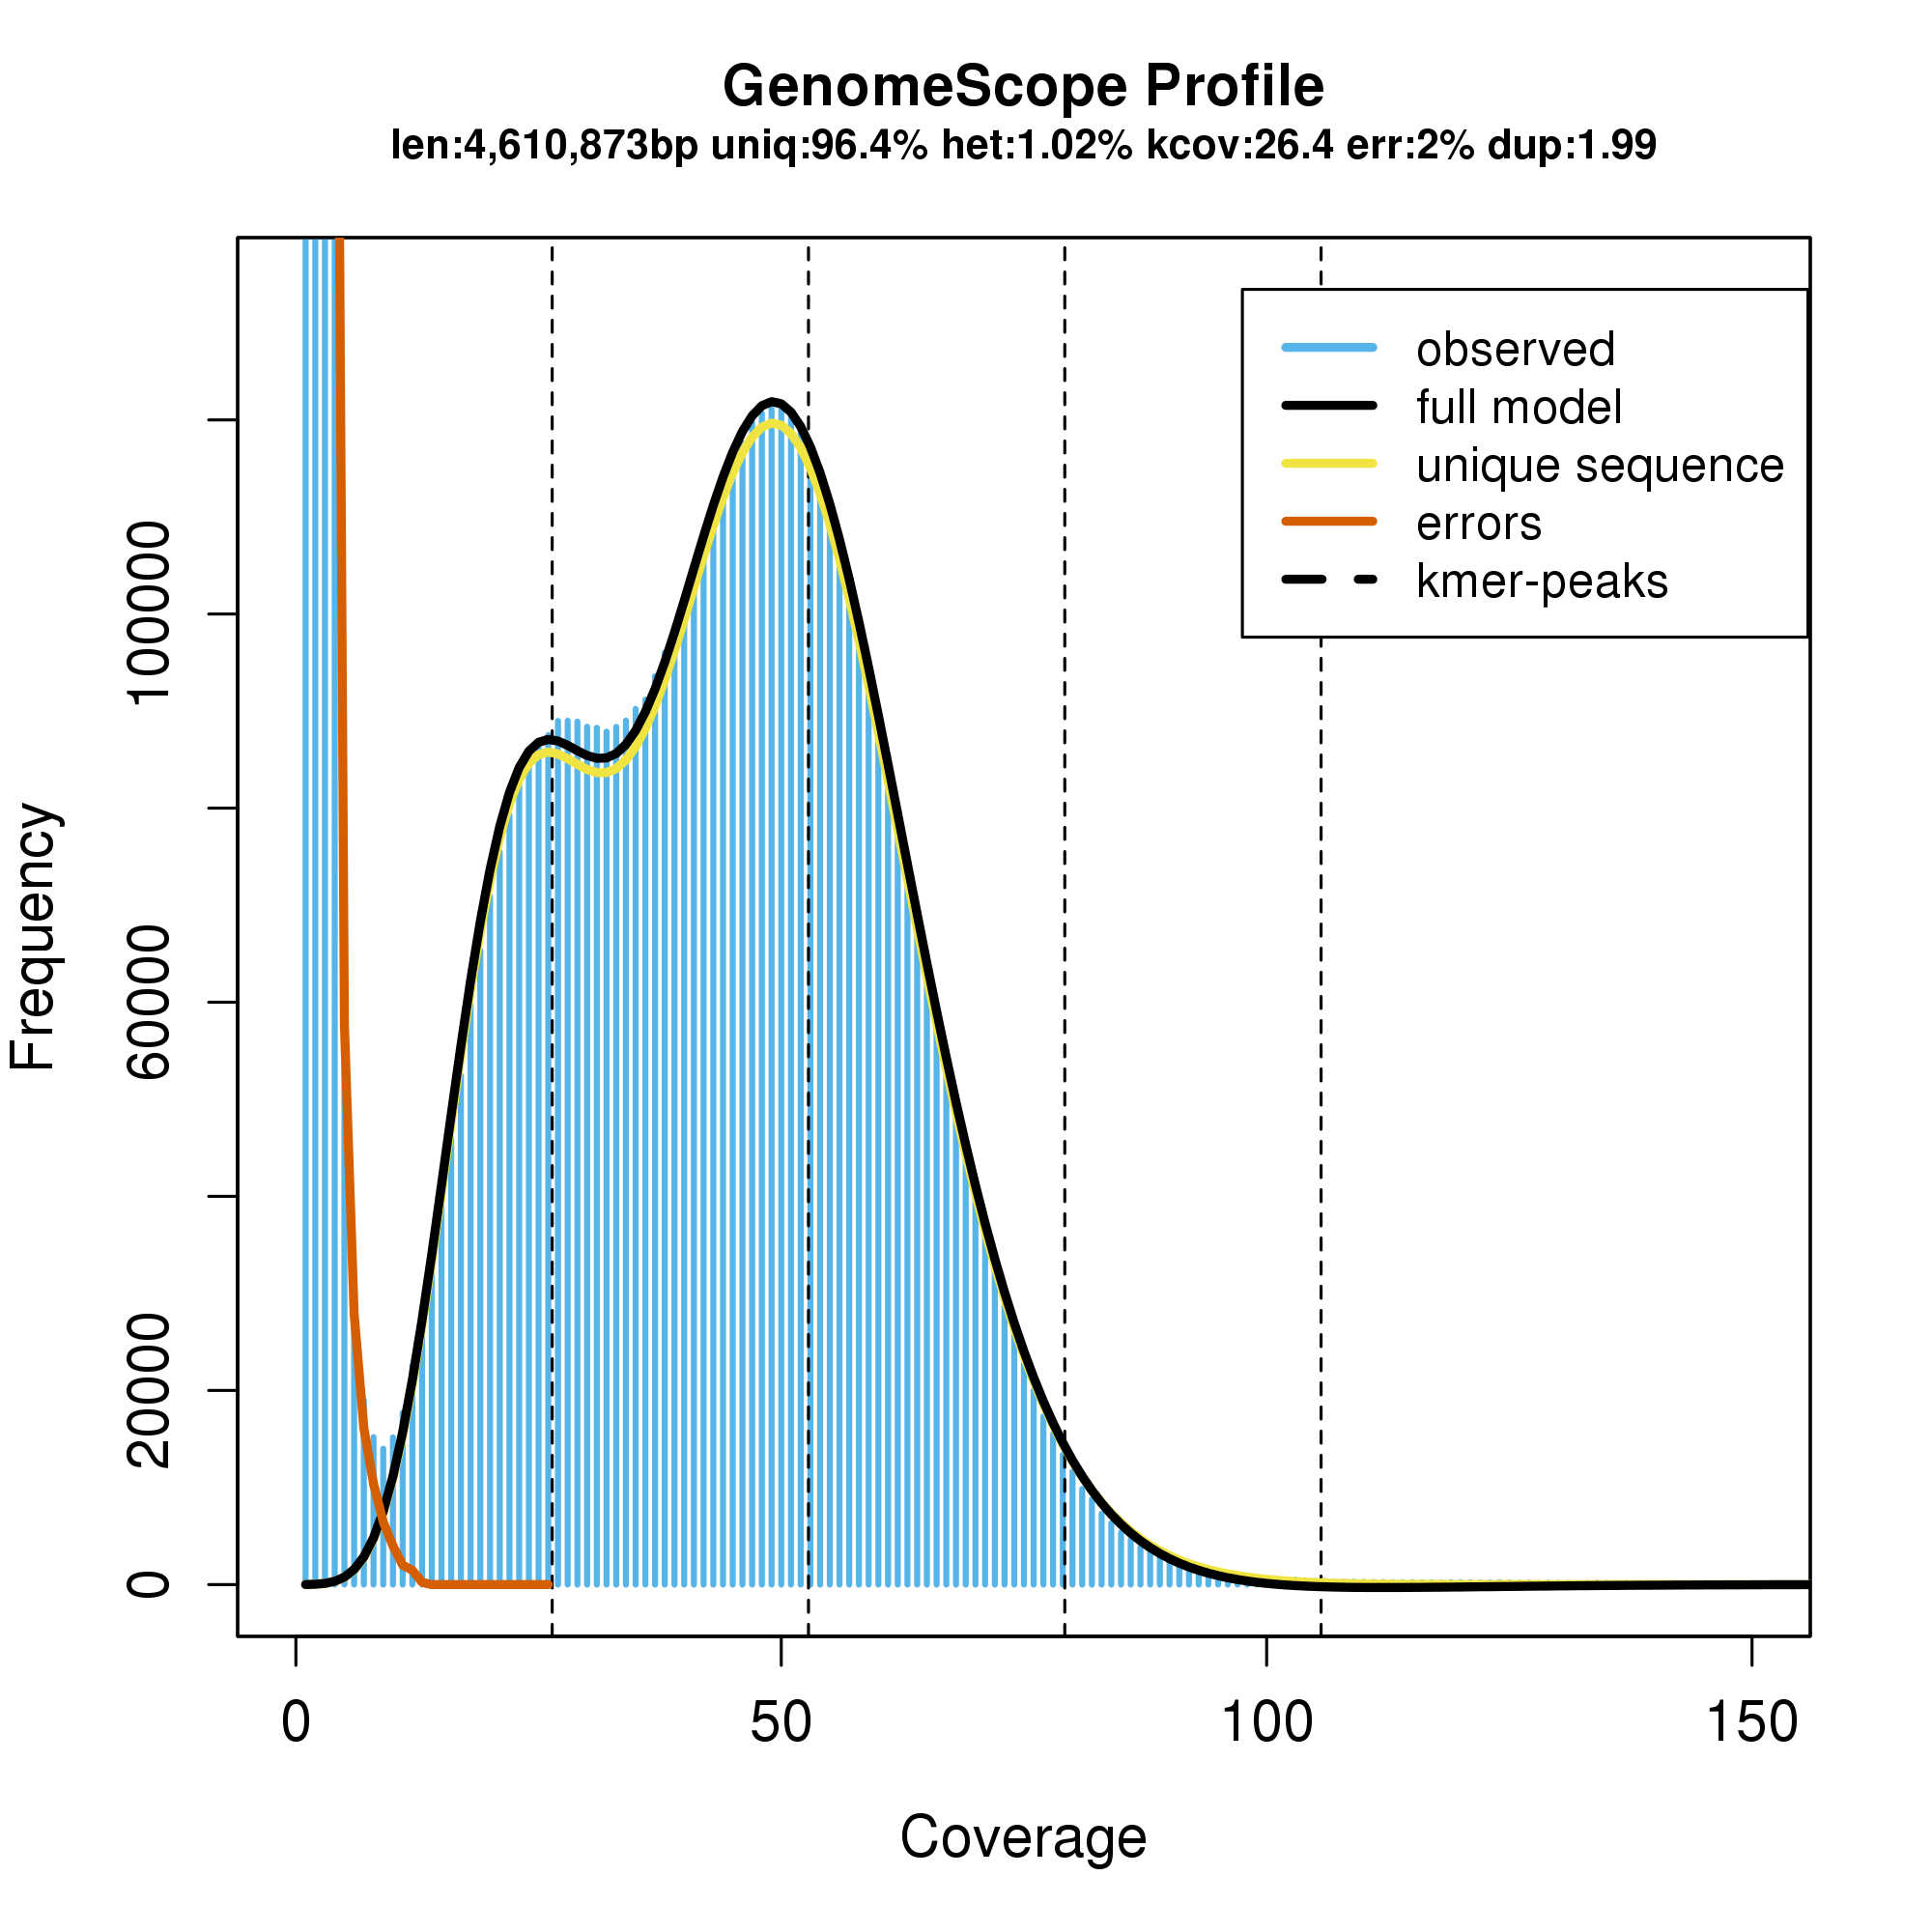 GenomeScope Profile
len:4,610,873bp uniq:96.4% het:1.02% kcov:26.4 err:2% dup:1.99
observed
full model
unique sequence
errors
kmer-peaks
Frequency
100000
60000
20000
0
0 50 100 150
Coverage